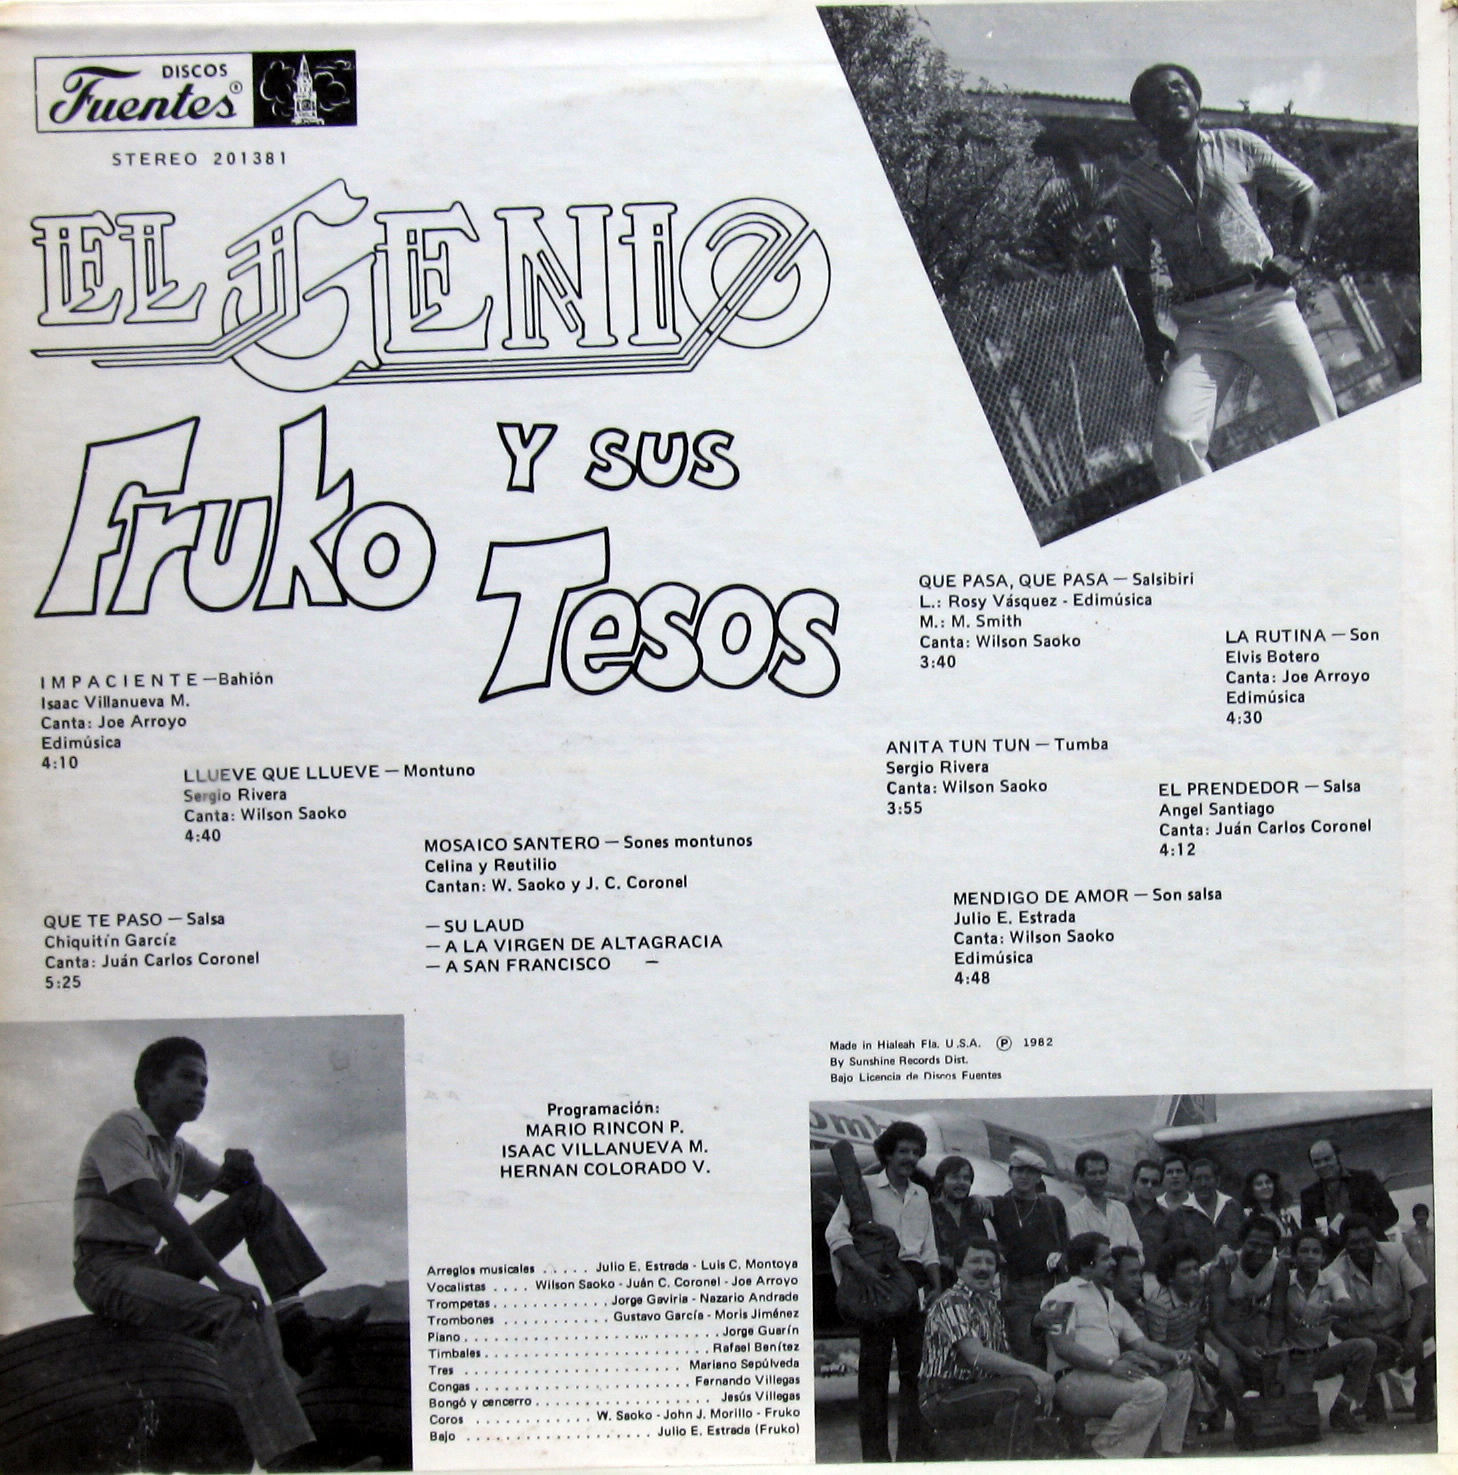 DISCOS
Fuentes®
STEREO 201381
EL GENIO
Fruko
Y SUS
Tesos
IMPACIENTE — Bahión
Isaac Villanueva M.
Canta: Joe Arroyo
Edimúsica
4:10
LLUEVE QUE LLUEVE — Montuno
Sergio Rivera
Canta: Wilson Saoko
4:40
MOSAICO SANTERO — Sones montunos
Celina y Reutilio
Cantan: W. Saoko y J. C. Coronel
— SU LAUD
— A LA VIRGEN DE ALTAGRACIA
— A SAN FRANCISCO —
QUE TE PASO — Salsa
Chiquitín García
Canta: Juán Carlos Coronel
5:25
QUE PASA, QUE PASA — Salsibiri
L.: Rosy Vásquez - Edimúsica
M.: M. Smith
Canta: Wilson Saoko
3:40
LA RUTINA — Son
Elvis Botero
Canta: Joe Arroyo
Edimúsica
4:30
ANITA TUN TUN — Tumba
Sergio Rivera
Canta: Wilson Saoko
3:55
EL PRENDEDOR — Salsa
Angel Santiago
Canta: Juán Carlos Coronel
4:12
MENDIGO DE AMOR — Son salsa
Julio E. Estrada
Canta: Wilson Saoko
Edimúsica
4:48
Made in Hialeah Fla. U.S.A. Ⓟ 1982
By Sunshine Records Dist.
Bajo Licencia de Discos Fuentes
Programación:
MARIO RINCON P.
ISAAC VILLANUEVA M.
HERNAN COLORADO V.
Arreglos musicales ..... Julio E. Estrada - Luis C. Montoya
Vocalistas .... Wilson Saoko - Juán C. Coronel - Joe Arroyo
Trompetas ............ Jorge Gaviria - Nazario Andrade
Trombones ........... Gustavo García - Moris Jiménez
Piano .......................... Jorge Guarín
Timbales ........................ Rafael Benítez
Tres ....................... Mariano Sepúlveda
Congas ....................... Fernando Villegas
Bongó y cencerro ................... Jesús Villegas
Coros ............ W. Saoko - John J. Morillo - Fruko
Bajo .................... Julio E. Estrada (Fruko)